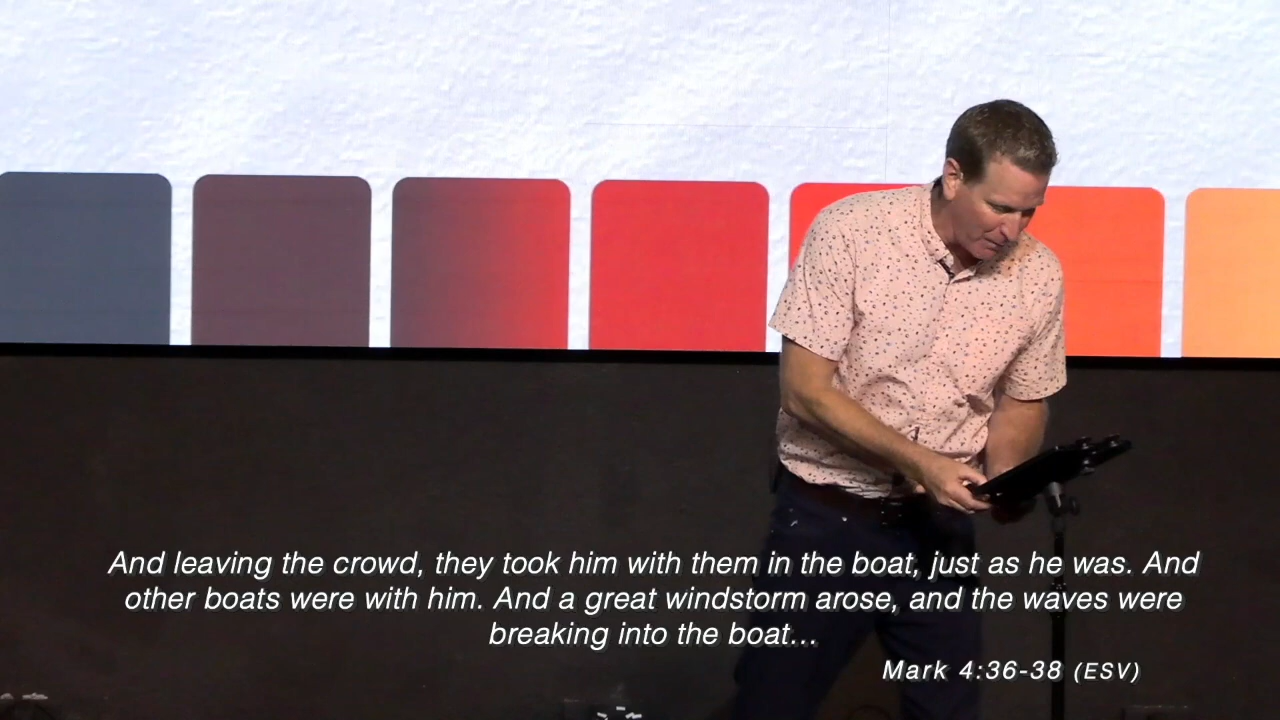 And leaving the crowd, they took him with them in the boat, just as he was. And
other boats were with him. And a great windstorm arose, and the waves were
breaking into the boat...
Mark 4:36-38 (ESV)